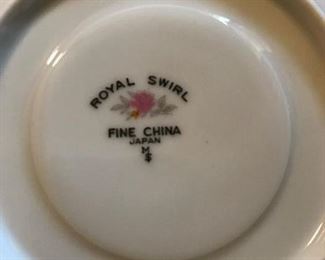 ROYAL SWIRL
FINE CHINA
JAPAN
M
$